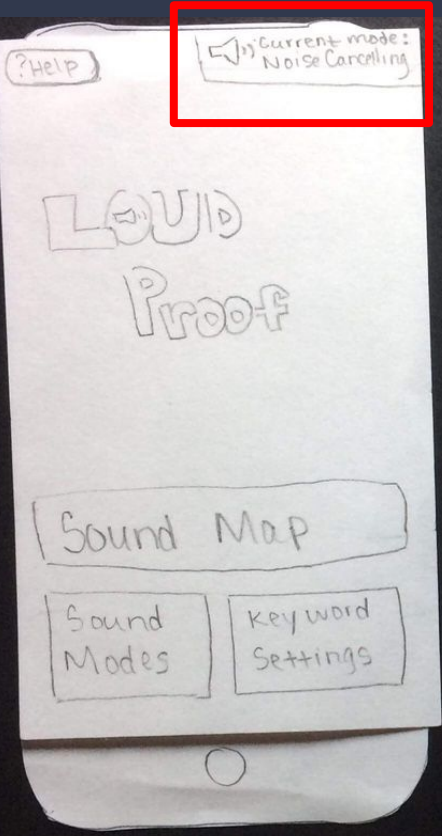 ?Help
Current mode:
Noise Cancelling
LOUD
Proof
Sound Map
Sound
Modes
Keyword
Settings